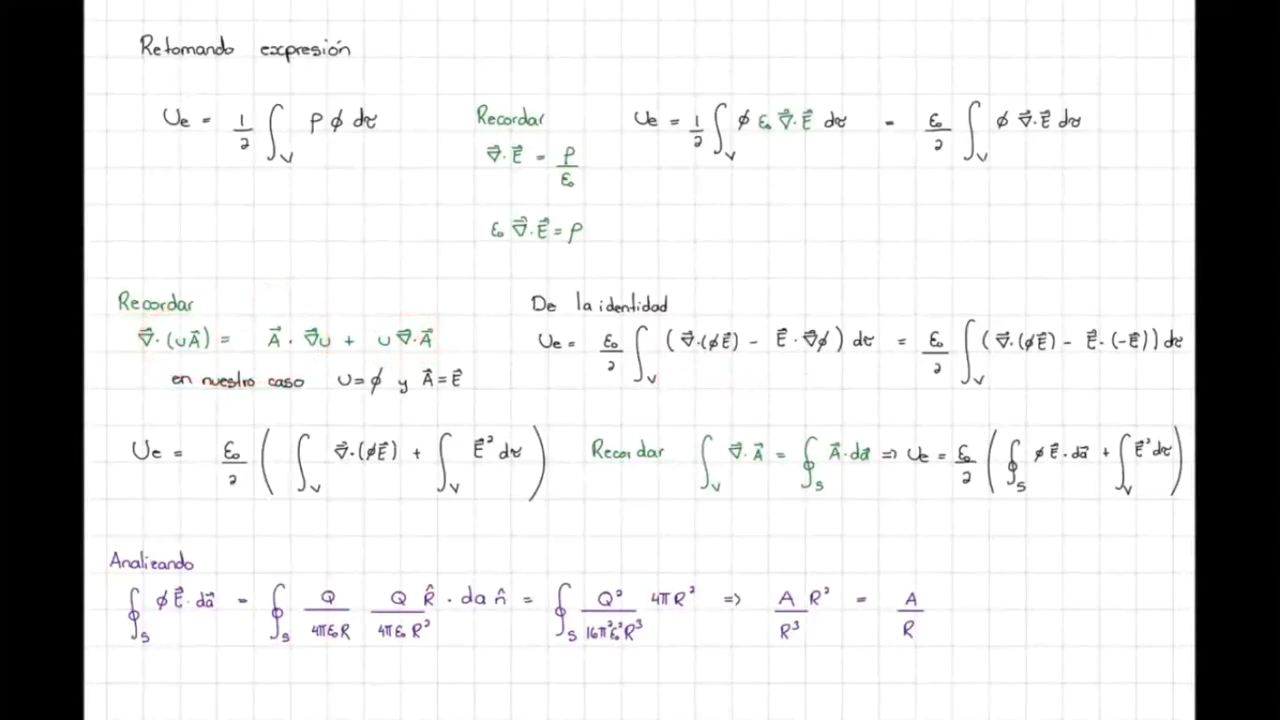 Retomando expresión
Ue = 1/2 ∫_V ρ φ dτ
Recordar
∇⃗·E⃗ = ρ/ε₀
ε₀ ∇⃗·E⃗ = ρ
Ue = 1/2 ∫_V φ ε₀ ∇⃗·E⃗ dτ = ε₀/2 ∫_V φ ∇⃗·E⃗ dτ
Recordar
∇⃗·(uA⃗) = A⃗·∇⃗u + u∇⃗·A⃗
en nuestro caso u=φ y A⃗=E⃗
De la identidad
Ue = ε₀/2 ∫_V (∇⃗·(φE⃗) - E⃗·∇⃗φ) dτ = ε₀/2 ∫_V (∇⃗·(φE⃗) - E⃗·(-E⃗)) dτ
Ue = ε₀/2 ( ∫_V ∇⃗·(φE⃗) + ∫_V E⃗² dτ )
Recordar ∫_V ∇⃗·A⃗ = ∮_S A⃗·da⃗ => Ue = ε₀/2 ( ∮_S φE⃗·da⃗ + ∫_V E⃗² dτ )
Analizando
∮_S φE⃗·da⃗ = ∮_S Q/4πε₀R Q/4πε₀R² R̂ · da n̂ = ∮_S Q²/16π²ε₀²R³ 4πR² => A/R³ R² = A/R